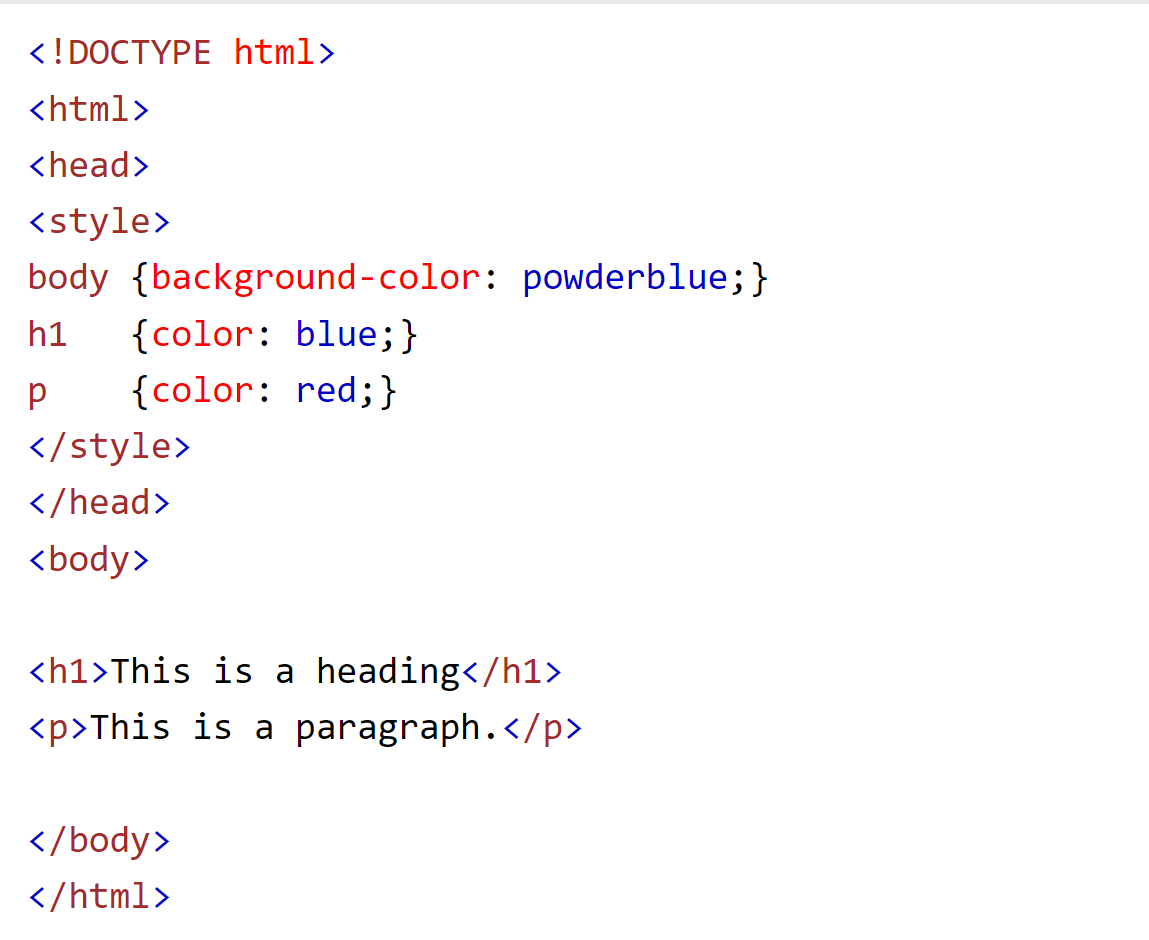 <!DOCTYPE html>
<html>
<head>
<style>
body {background-color: powderblue;}
h1   {color: blue;}
p    {color: red;}
</style>
</head>
<body>

<h1>This is a heading</h1>
<p>This is a paragraph.</p>

</body>
</html>